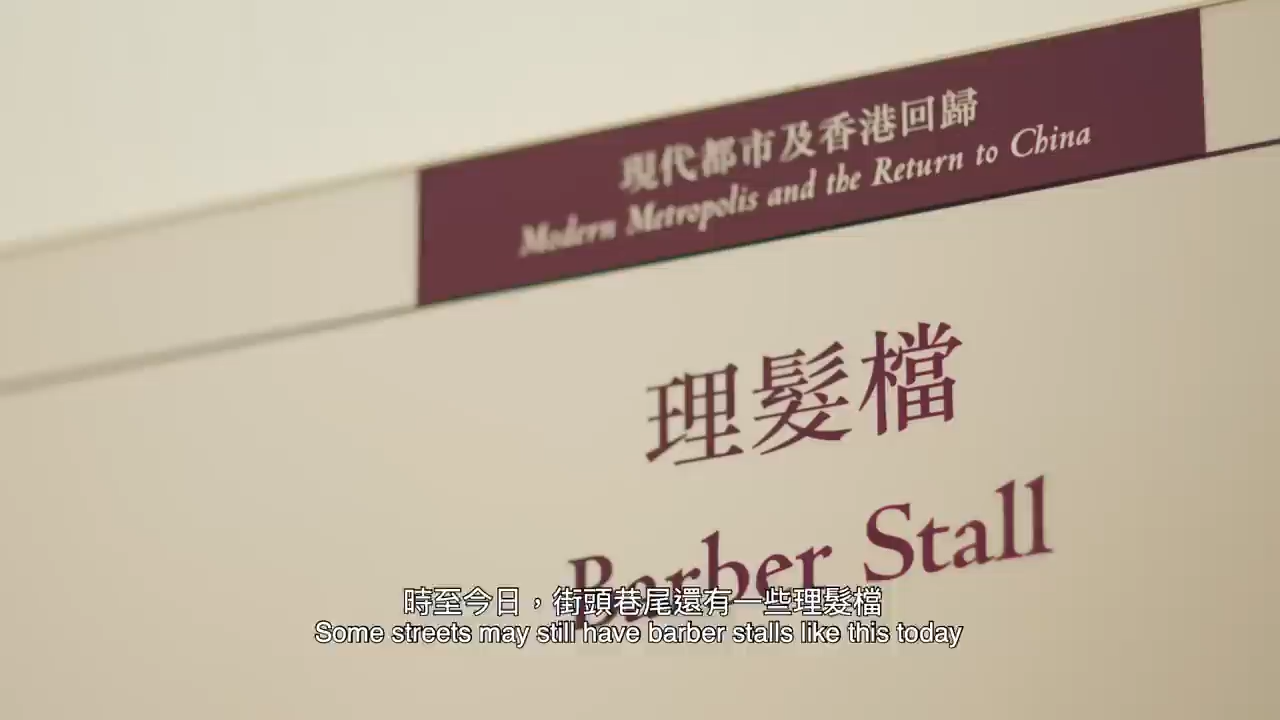 現代都市及香港回歸
Modern Metropolis and the Return to China
理髮檔
Barber Stall
時至今日，街頭巷尾還有一些理髮檔
Some streets may still have barber stalls like this today